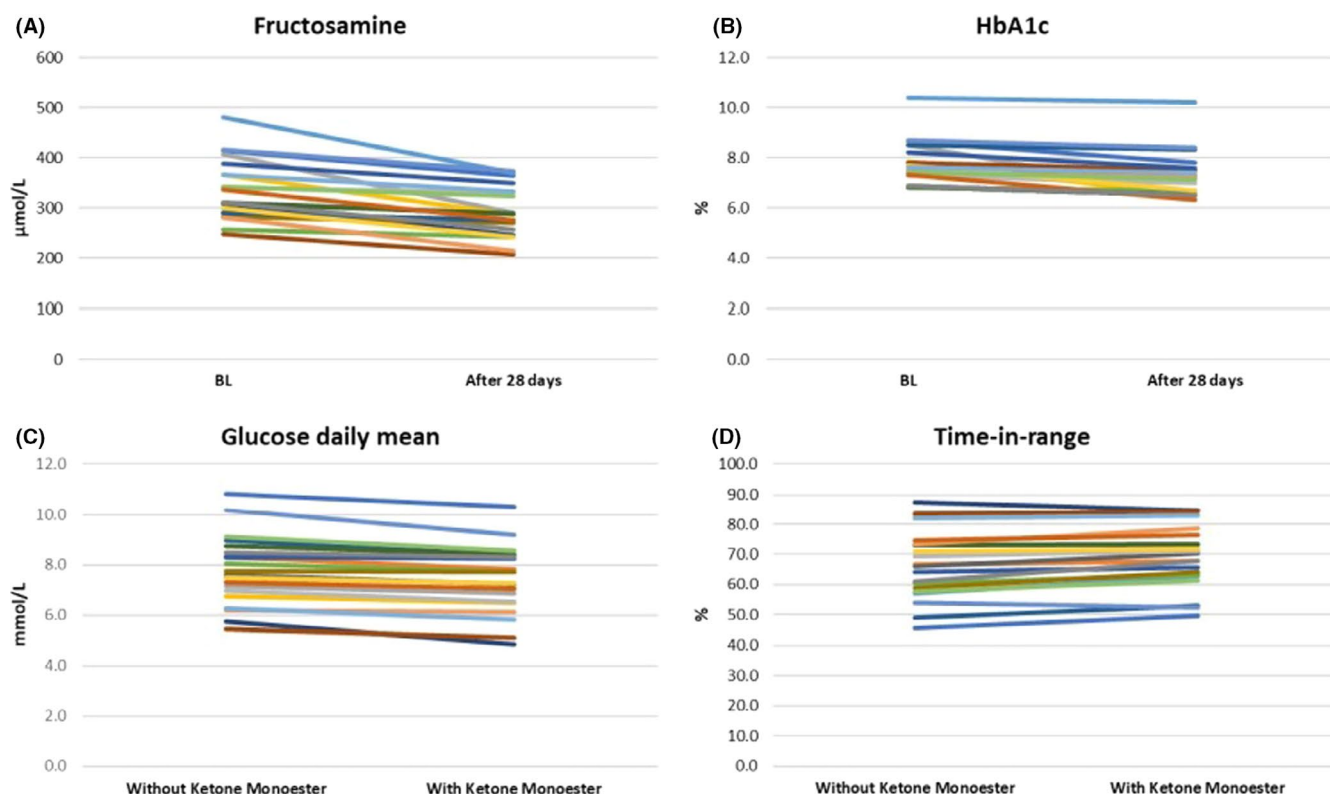 (A)
Fructosamine
600
500
400
300
200
100
0
µmol/L
BL
After 28 days
(B)
HbA1c
12.0
10.0
8.0
6.0
4.0
2.0
0.0
%
BL
After 28 days
(C)
Glucose daily mean
12.0
10.0
8.0
6.0
4.0
2.0
0.0
mmol/L
Without Ketone Monoester
With Ketone Monoester
(D)
Time-in-range
100.0
90.0
80.0
70.0
60.0
50.0
40.0
30.0
20.0
10.0
0.0
%
Without Ketone Monoester
With Ketone Monoester